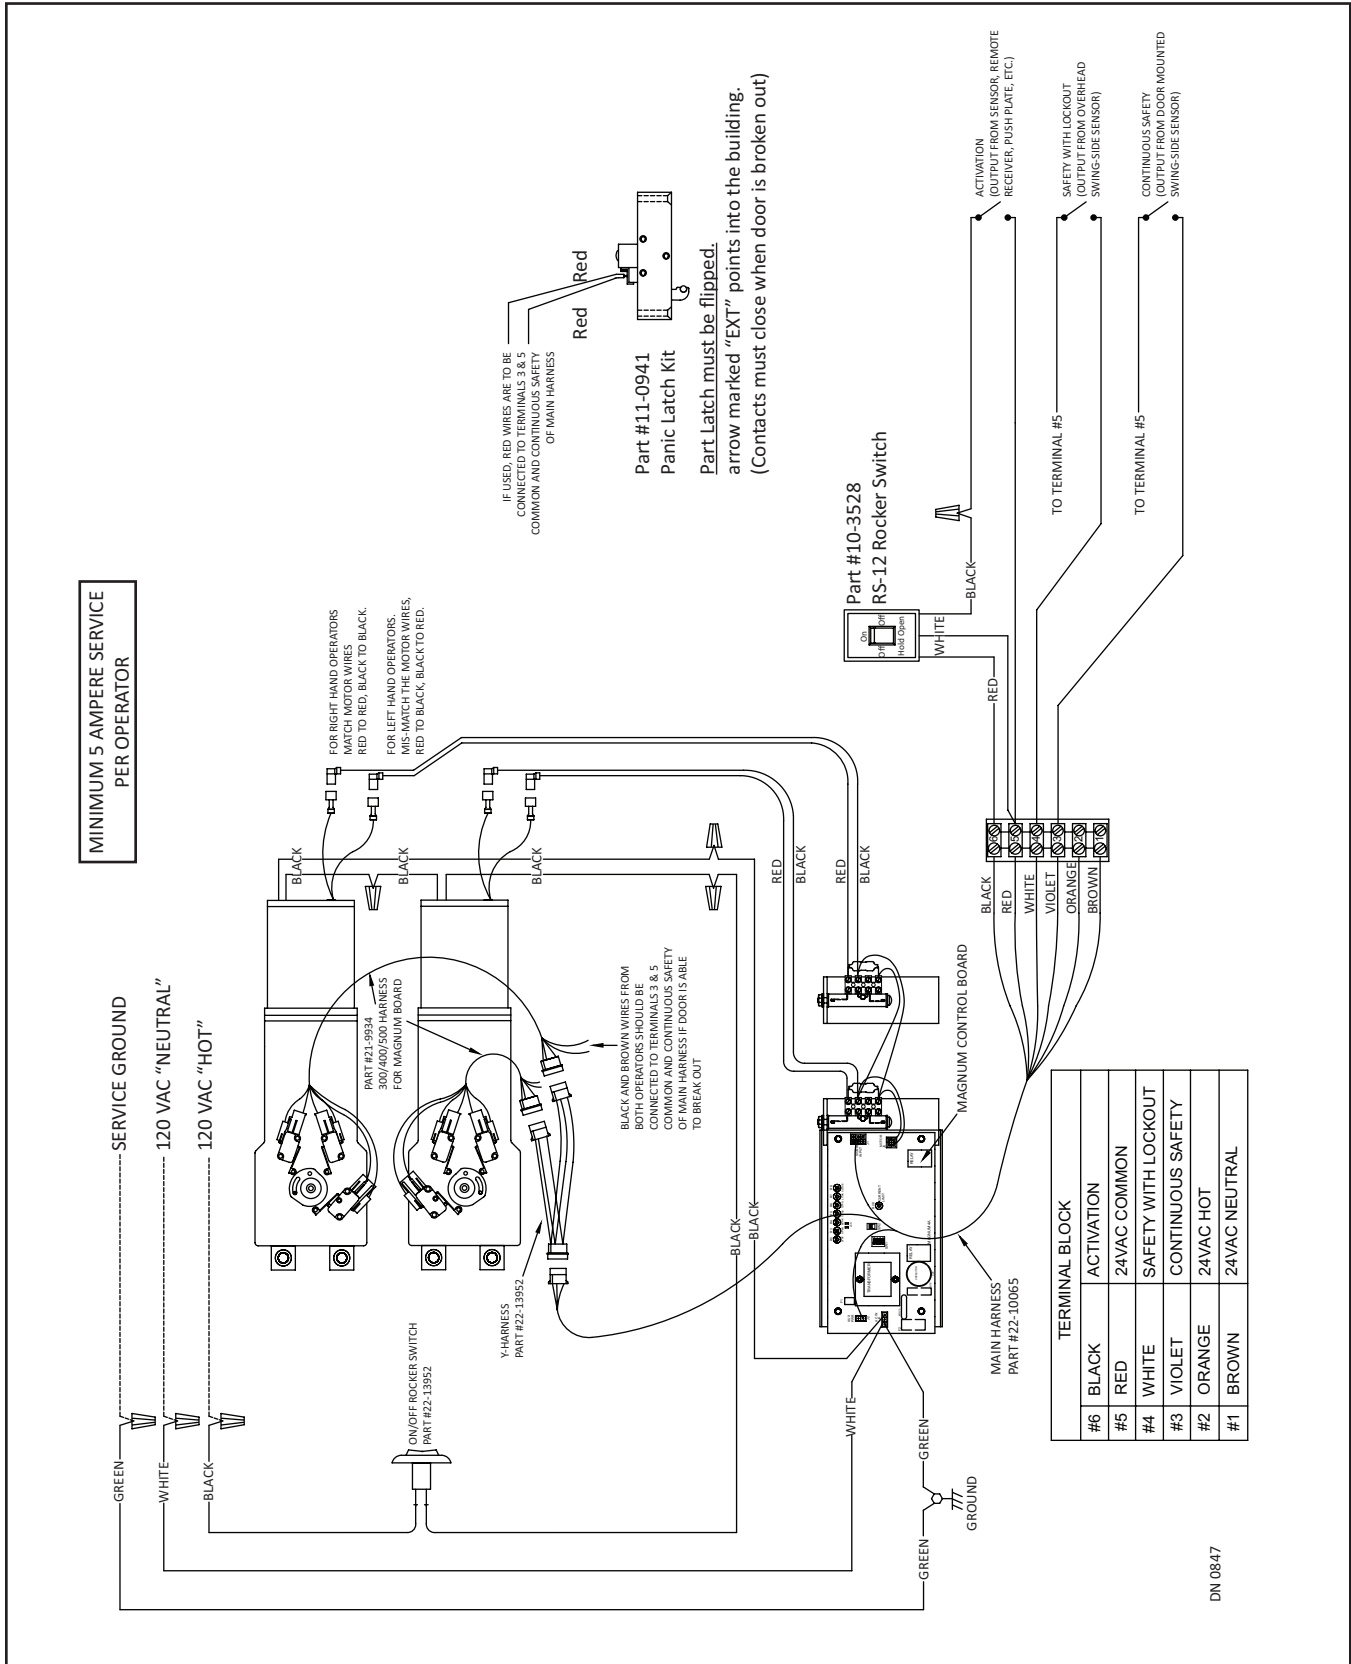 MINIMUM 5 AMPERE SERVICE
PER OPERATOR
SERVICE GROUND
120 VAC “NEUTRAL”
120 VAC “HOT”
GREEN
WHITE
BLACK
ON/OFF ROCKER SWITCH
PART #22-13952
Y-HARNESS
PART #22-13952
PART #21-9934
300/400/500 HARNESS
FOR MAGNUM BOARD
BLACK
BLACK
BLACK
FOR RIGHT HAND OPERATORS
MATCH MOTOR WIRES
RED TO RED, BLACK TO BLACK.
FOR LEFT HAND OPERATORS.
MIS-MATCH THE MOTOR WIRES,
RED TO BLACK, BLACK TO RED.
BLACK AND BROWN WIRES FROM
BOTH OPERATORS SHOULD BE
CONNECTED TO TERMINALS 3 & 5
COMMON AND CONTINUOUS SAFETY
OF MAIN HARNESS IF DOOR IS ABLE
TO BREAK OUT
IF USED, RED WIRES ARE TO BE
CONNECTED TO TERMINALS 3 & 5
COMMON AND CONTINUOUS SAFETY
OF MAIN HARNESS
Red
Red
Part #11-0941
Panic Latch Kit
Part Latch must be flipped.
arrow marked “EXT” points into the building.
(Contacts must close when door is broken out)
BLACK
BLACK
RED
BLACK
RED
BLACK
Part #10-3528
RS-12 Rocker Switch
On
Off
Off
Hold Open
RED
WHITE
BLACK
ACTIVATION
(OUTPUT FROM SENSOR, REMOTE
RECEIVER, PUSH PLATE, ETC.)
TO TERMINAL #5
SAFETY WITH LOCKOUT
(OUTPUT FROM OVERHEAD
SWING-SIDE SENSOR)
TO TERMINAL #5
CONTINUOUS SAFETY
(OUTPUT FROM DOOR MOUNTED
SWING-SIDE SENSOR)
WHITE
GREEN
GREEN
GROUND
TRANSFORMER
RELAY
RELAY
MAGNUM CONTROL BOARD
MAIN HARNESS
PART #22-10065
BLACK
RED
WHITE
VIOLET
ORANGE
BROWN
6
5
4
3
2
1
TERMINAL BLOCK
#6 BLACK ACTIVATION
#5 RED 24VAC COMMON
#4 WHITE SAFETY WITH LOCKOUT
#3 VIOLET CONTINUOUS SAFETY
#2 ORANGE 24VAC HOT
#1 BROWN 24VAC NEUTRAL
DN 0847